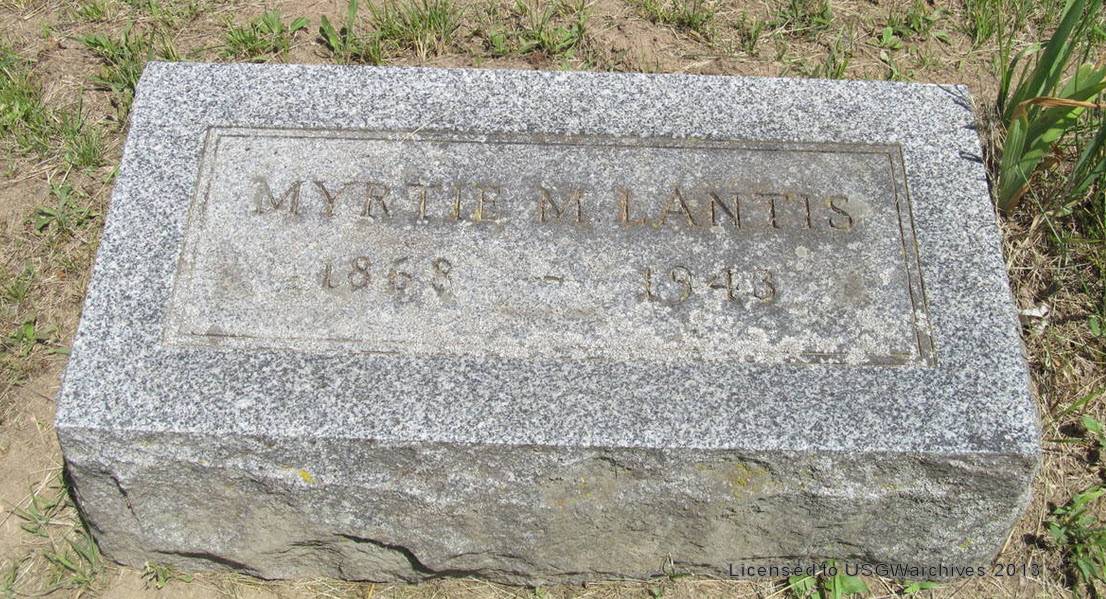 MYRTIE M. LANTIS
1868 - 1943
Licensed to USGWarchives 2013